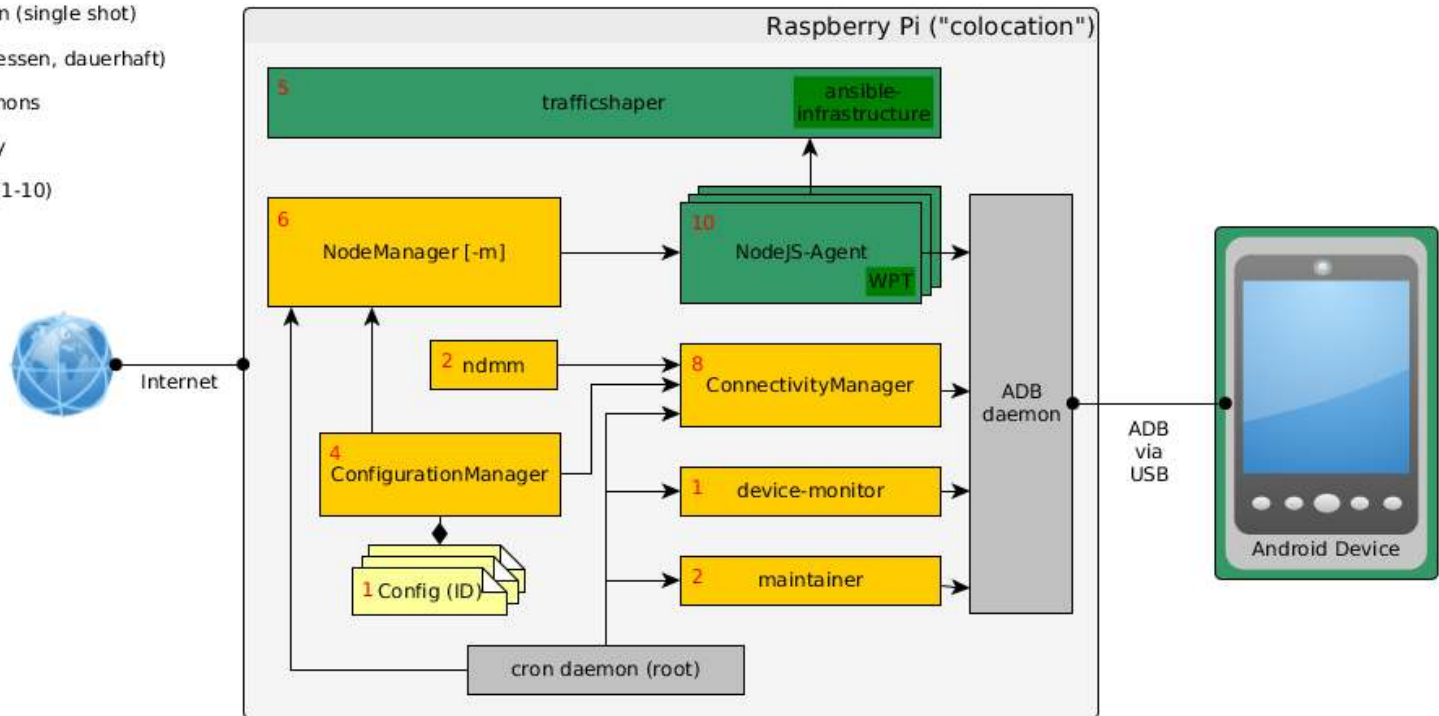 n (single shot)
essen, dauerhaft)
nons
y
1-10)
Raspberry Pi ("colocation")
5
trafficshaper
ansible-
infrastructure
6
NodeManager [-m]
10
NodeJS-Agent
WPT
Internet
2 ndmm
8
ConnectivityManager
ADB
daemon
ADB
via
USB
4
ConfigurationManager
1 device-monitor
Android Device
1 Config (ID)
2 maintainer
cron daemon (root)